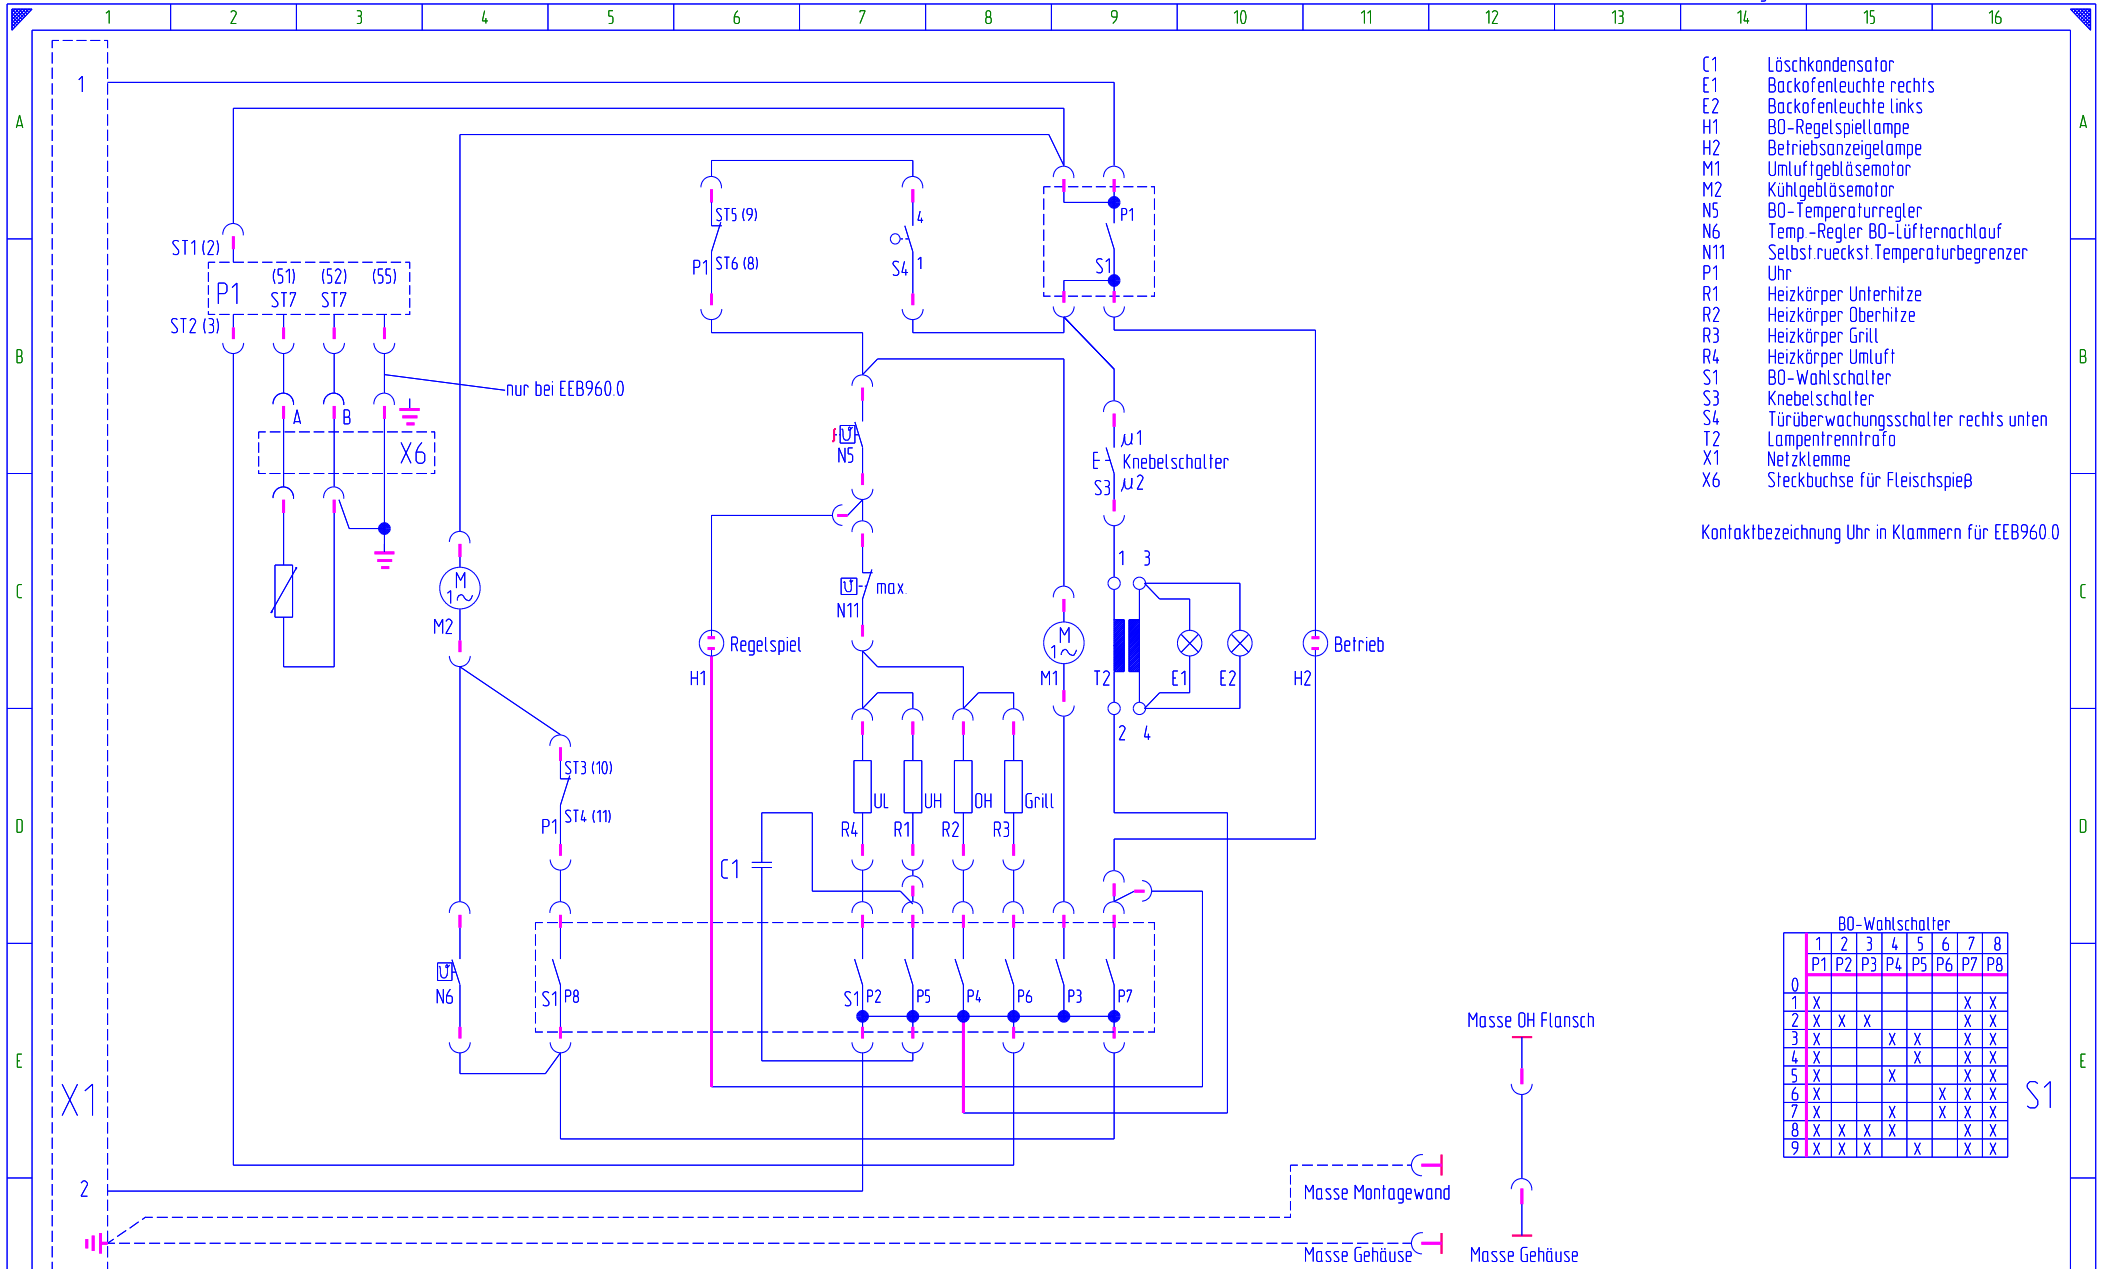 1 2 3 4 5 6 7 8 9 10 11 12 13 14 15 16
A
B
C
D
E
A
B
C
D
E
1
X1
2
ST1 (2)
P1
(51) (52) (55)
ST7 ST7
ST2 (3)
nur bei EEB960.0
A B
X6
M
1~
M2
ST3 (10)
P1
ST4 (11)
N6
S1 P8
ST5 (9)
P1 ST6 (8)
4
S4 1
P1
S1
N5
μ1
E Knebelschalter
S3 μ2
max.
N11
Regelspiel
H1
M
1~
M1
1 3
T2
E1
E2
2 4
Betrieb
H2
UL UH OH Grill
R4 R1 R2 R3
C1
S1 P2 P5 P4 P6 P3 P7
C1 Löschkondensator
E1 Backofenleuchte rechts
E2 Backofenleuchte links
H1 BO-Regelspiellampe
H2 Betriebsanzeigelampe
M1 Umluftgebläsemotor
M2 Kühlgebläsemotor
N5 BO-Temperaturregler
N6 Temp.-Regler BO-Lüfternachlauf
N11 Selbst.rueckst.Temperaturbegrenzer
P1 Uhr
R1 Heizkörper Unterhitze
R2 Heizkörper Oberhitze
R3 Heizkörper Grill
R4 Heizkörper Umluft
S1 BO-Wahlschalter
S3 Knebelschalter
S4 Türüberwachungsschalter rechts unten
T2 Lampentrenntrafo
X1 Netzklemme
X6 Steckbuchse für Fleischspieß
Kontaktbezeichnung Uhr in Klammern für EEB960.0
BO-Wahlschalter
1 2 3 4 5 6 7 8
P1 P2 P3 P4 P5 P6 P7 P8
0
1 X X X
2 X X X X X
3 X X X X X
4 X X X X
5 X X X X
6 X X X X
7 X X X X X
8 X X X X X X
9 X X X X X X
S1
Masse OH Flansch
Masse Montagewand
Masse Gehäuse
Masse Gehäuse